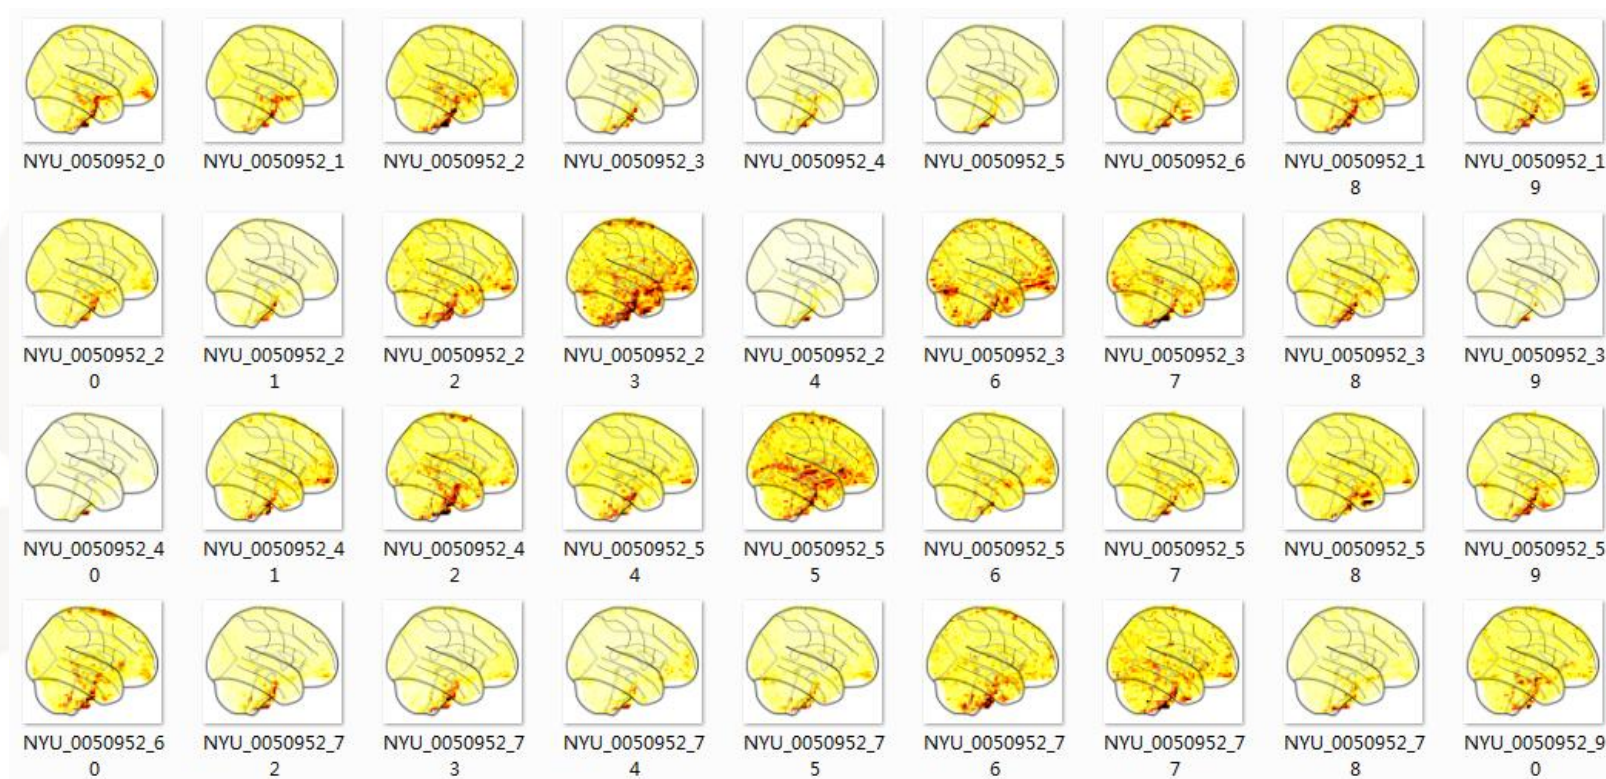 NYU_0050952_0 NYU_0050952_1 NYU_0050952_2 NYU_0050952_3 NYU_0050952_4 NYU_0050952_5 NYU_0050952_6 NYU_0050952_1 NYU_0050952_1
8 9
NYU_0050952_2 NYU_0050952_2 NYU_0050952_2 NYU_0050952_2 NYU_0050952_2 NYU_0050952_3 NYU_0050952_3 NYU_0050952_3 NYU_0050952_3
0 1 2 3 4 6 7 8 9
NYU_0050952_4 NYU_0050952_4 NYU_0050952_4 NYU_0050952_5 NYU_0050952_5 NYU_0050952_5 NYU_0050952_5 NYU_0050952_5 NYU_0050952_5
0 1 2 4 5 6 7 8 9
NYU_0050952_6 NYU_0050952_7 NYU_0050952_7 NYU_0050952_7 NYU_0050952_7 NYU_0050952_7 NYU_0050952_7 NYU_0050952_7 NYU_0050952_9
0 2 3 4 5 6 7 8 0